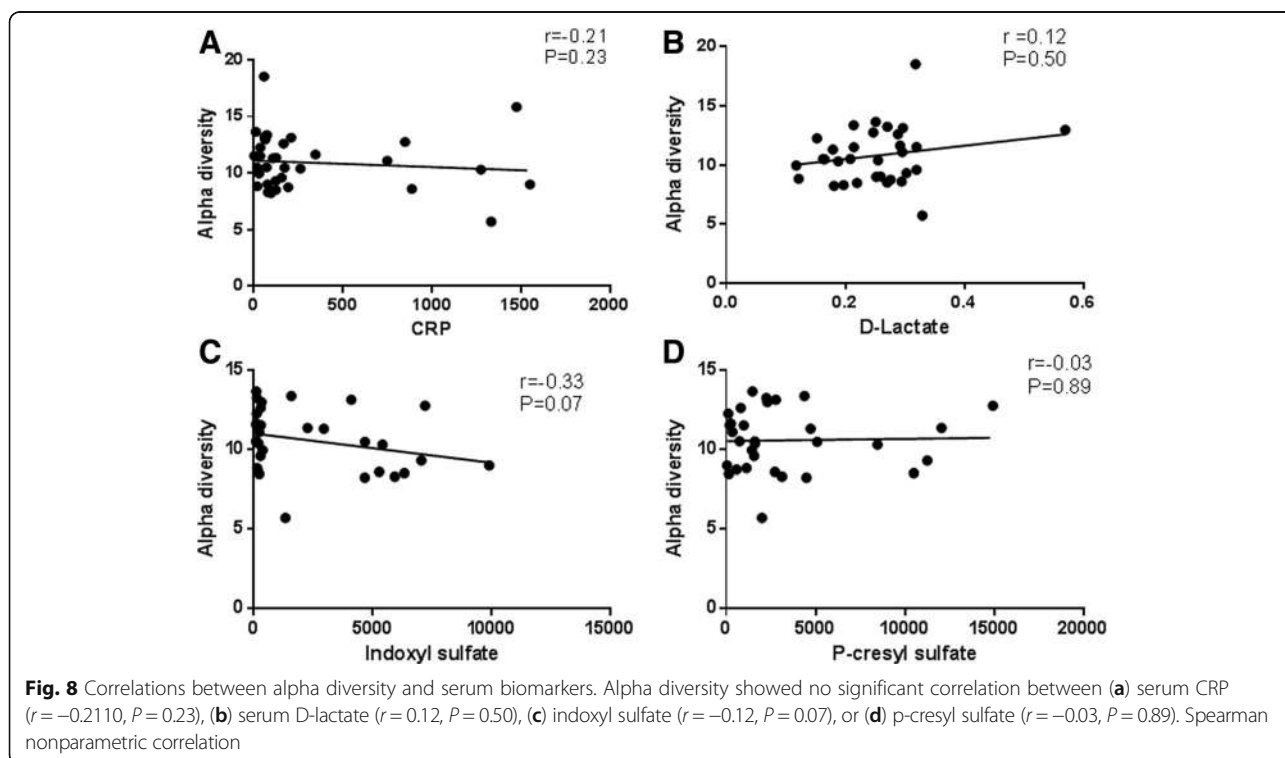 A
r=-0.21
P=0.23
20
15
10
5
0
Alpha diversity
0 500 1000 1500 2000
CRP
B
r =0.12
P=0.50
20
15
10
5
0
Alpha diversity
0.0 0.2 0.4 0.6
D-Lactate
C
r=-0.33
P=0.07
15
10
5
0
Alpha diversity
0 5000 10000 15000
Indoxyl sulfate
D
r=-0.03
P=0.89
15
10
5
0
Alpha diversity
0 5000 10000 15000 20000
P-cresyl sulfate
Fig. 8 Correlations between alpha diversity and serum biomarkers. Alpha diversity showed no significant correlation between (a) serum CRP
(r = −0.2110, P = 0.23), (b) serum D-lactate (r = 0.12, P = 0.50), (c) indoxyl sulfate (r = −0.12, P = 0.07), or (d) p-cresyl sulfate (r = −0.03, P = 0.89). Spearman
nonparametric correlation